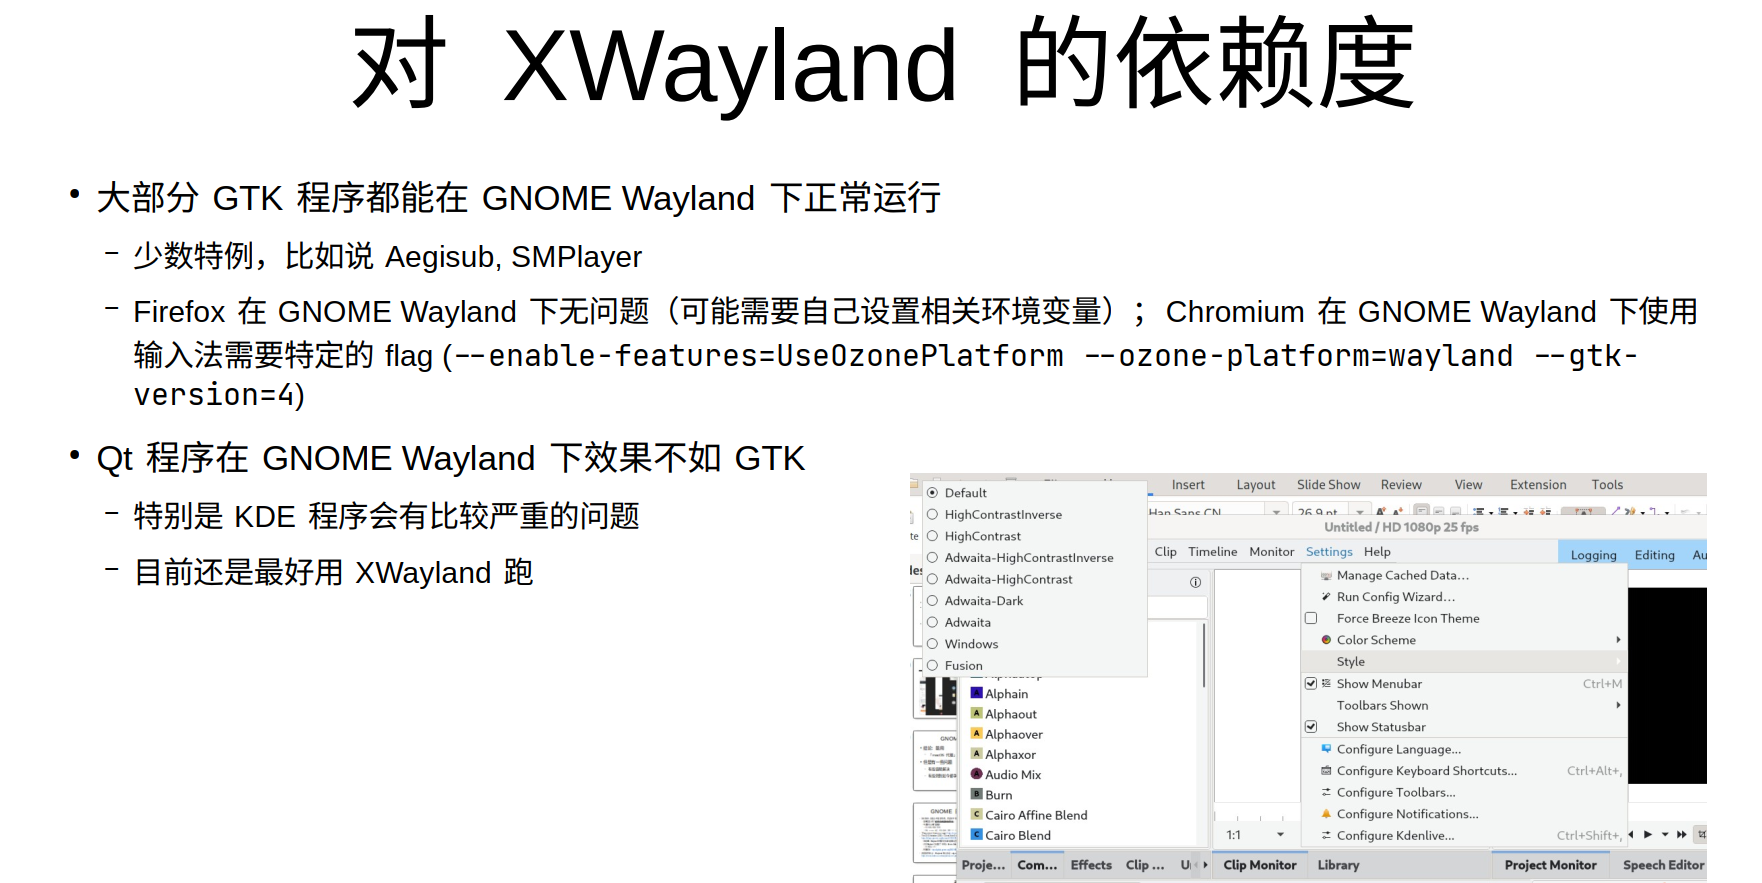 对 XWayland 的依赖度
• 大部分 GTK 程序都能在 GNOME Wayland 下正常运行
– 少数特例，比如说 Aegisub, SMPlayer
– Firefox 在 GNOME Wayland 下无问题（可能需要自己设置相关环境变量）； Chromium 在 GNOME Wayland 下使用
输入法需要特定的 flag (--enable-features=UseOzonePlatform --ozone-platform=wayland --gtk-
version=4)
• Qt 程序在 GNOME Wayland 下效果不如 GTK
– 特别是 KDE 程序会有比较严重的问题
– 目前还是最好用 XWayland 跑
Insert Layout Slide Show Review View Extension Tools
Han Sans CN 26.9 pt
Untitled / HD 1080p 25 fps
Clip Timeline Monitor Settings Help
Logging Editing Au
Default
HighContrastInverse
HighContrast
Adwaita-HighContrastInverse
Adwaita-HighContrast
Adwaita-Dark
Adwaita
Windows
Fusion
Alphain
Alphaout
Alphaover
Alphaxor
Audio Mix
Burn
Cairo Affine Blend
Cairo Blend
Manage Cached Data...
Run Config Wizard...
Force Breeze Icon Theme
Color Scheme
Style
Show Menubar Ctrl+M
Toolbars Shown
Show Statusbar
Configure Language...
Configure Keyboard Shortcuts... Ctrl+Alt+,
Configure Toolbars...
Configure Notifications...
Configure Kdenlive... Ctrl+Shift+,
1:1
Proje... Com... Effects Clip ... Clip Monitor Library Project Monitor Speech Editor